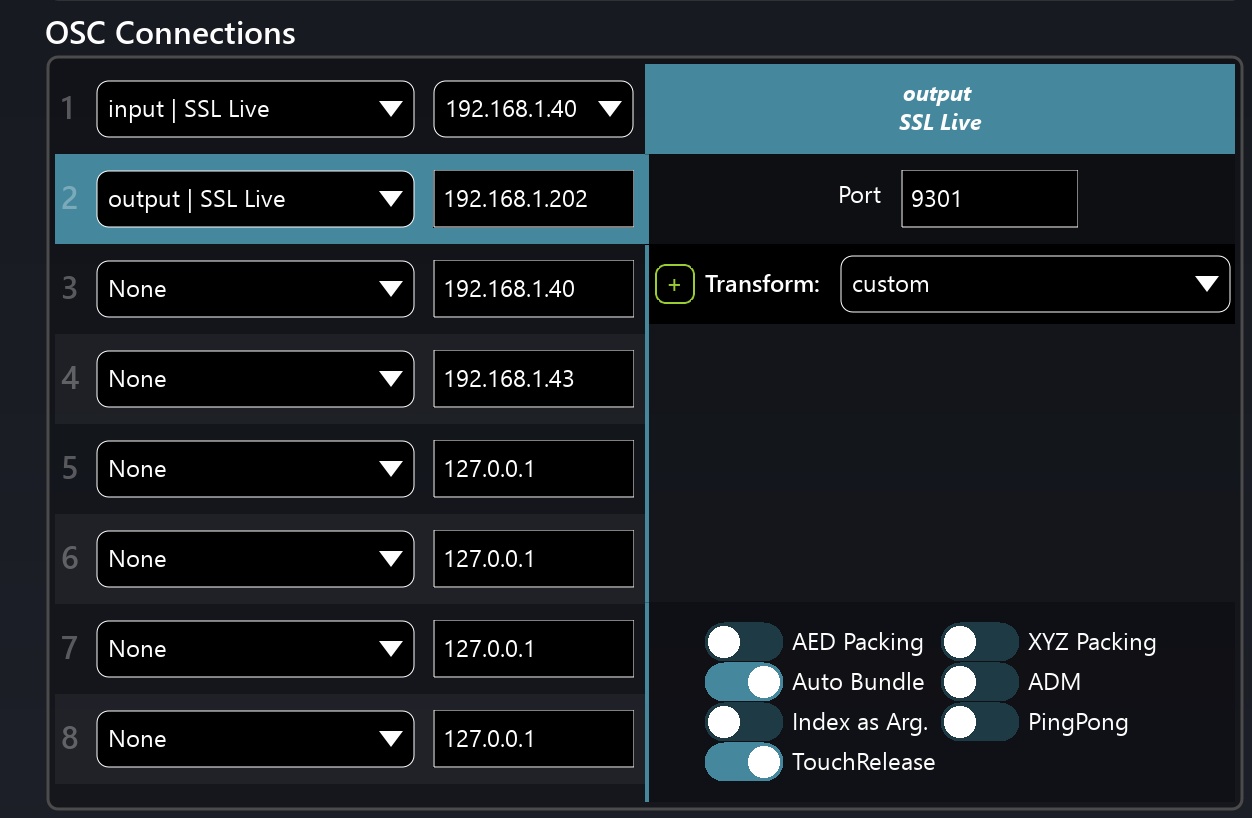 OSC Connections
1 input | SSL Live 192.168.1.40
output
SSL Live
2 output | SSL Live 192.168.1.202
Port 9301
3 None 192.168.1.40
+ Transform: custom
4 None 192.168.1.43
5 None 127.0.0.1
6 None 127.0.0.1
7 None 127.0.0.1
8 None 127.0.0.1
AED Packing XYZ Packing
Auto Bundle ADM
Index as Arg. PingPong
TouchRelease